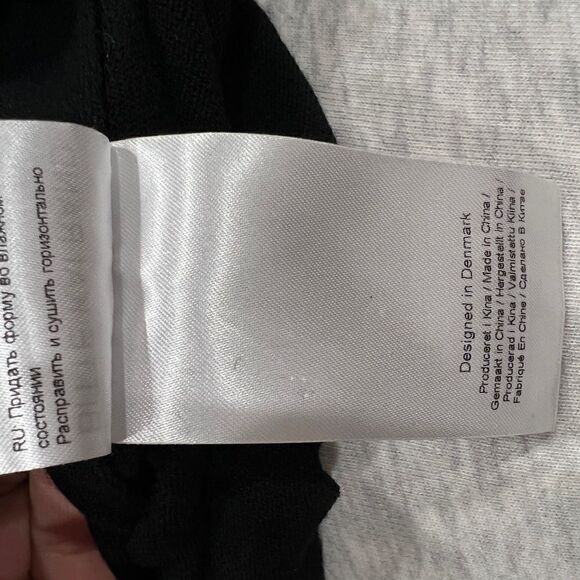 RU: Придать форму во влажном
состоянии
Расправить и сушить горизонтально
Designed in Denmark
Produceret i Kina / Made in China /
Gemaakt in China / Hergestellt in China /
Producerad i Kina / Valmistettu Kiina /
Fabriqué En Chine / Сделано В Китае